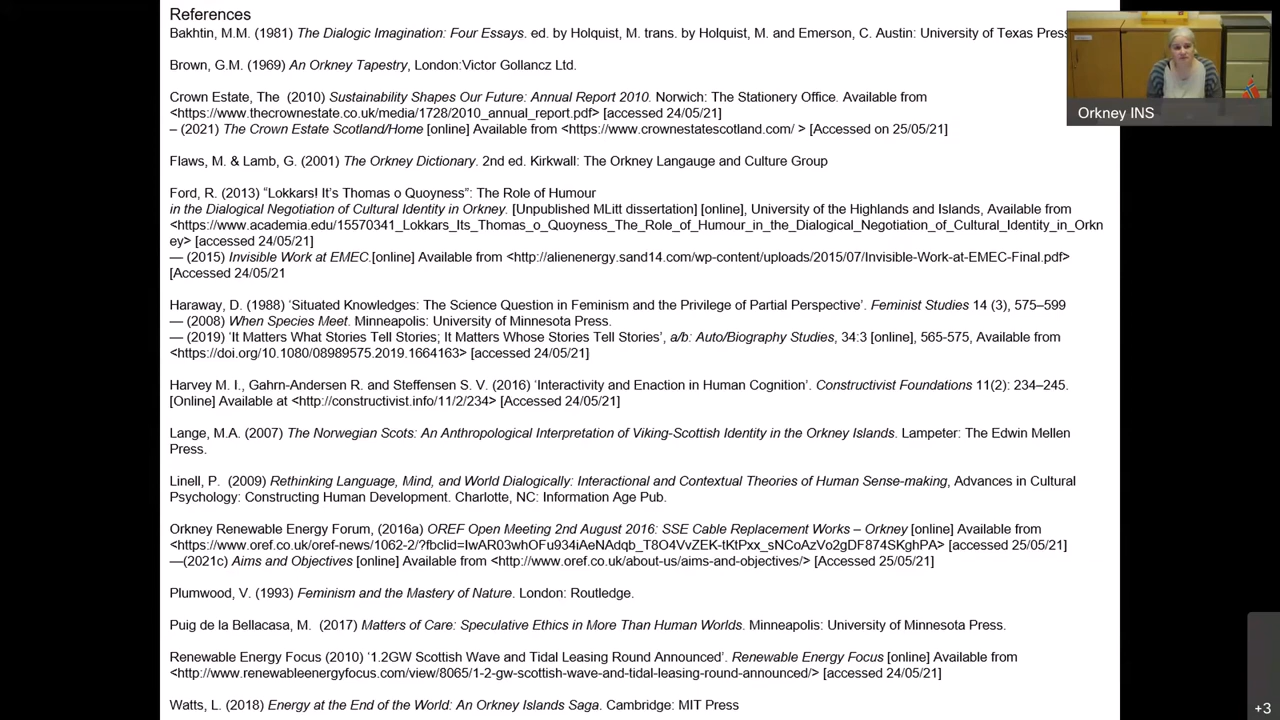 References
Bakhtin, M.M. (1981) The Dialogic Imagination: Four Essays. ed. by Holquist, M. trans. by Holquist, M. and Emerson, C. Austin: University of Texas Press
Brown, G.M. (1969) An Orkney Tapestry, London:Victor Gollancz Ltd.
Crown Estate, The (2010) Sustainability Shapes Our Future: Annual Report 2010. Norwich: The Stationery Office. Available from
<https://www.thecrownestate.co.uk/media/1728/2010_annual_report.pdf> [accessed 24/05/21]
– (2021) The Crown Estate Scotland/Home [online] Available from <https://www.crownestatescotland.com/ > [Accessed on 25/05/21]
Flaws, M. & Lamb, G. (2001) The Orkney Dictionary. 2nd ed. Kirkwall: The Orkney Langauge and Culture Group
Ford, R. (2013) “Lokkars! It’s Thomas o Quoyness”: The Role of Humour
in the Dialogical Negotiation of Cultural Identity in Orkney. [Unpublished MLitt dissertation] [online], University of the Highlands and Islands, Available from
<https://www.academia.edu/15570341_Lokkars_Its_Thomas_o_Quoyness_The_Role_of_Humour_in_the_Dialogical_Negotiation_of_Cultural_Identity_in_Orkn
ey> [accessed 24/05/21]
— (2015) Invisible Work at EMEC.[online] Available from <http://alienenergy.sand14.com/wp-content/uploads/2015/07/Invisible-Work-at-EMEC-Final.pdf>
[Accessed 24/05/21
Haraway, D. (1988) ‘Situated Knowledges: The Science Question in Feminism and the Privilege of Partial Perspective’. Feminist Studies 14 (3), 575–599
— (2008) When Species Meet. Minneapolis: University of Minnesota Press.
— (2019) ‘It Matters What Stories Tell Stories; It Matters Whose Stories Tell Stories’, a/b: Auto/Biography Studies, 34:3 [online], 565-575, Available from
<https://doi.org/10.1080/08989575.2019.1664163> [accessed 24/05/21]
Harvey M. I., Gahrn-Andersen R. and Steffensen S. V. (2016) ‘Interactivity and Enaction in Human Cognition’. Constructivist Foundations 11(2): 234–245.
[Online] Available at <http://constructivist.info/11/2/234> [Accessed 24/05/21]
Lange, M.A. (2007) The Norwegian Scots: An Anthropological Interpretation of Viking-Scottish Identity in the Orkney Islands. Lampeter: The Edwin Mellen
Press.
Linell, P. (2009) Rethinking Language, Mind, and World Dialogically: Interactional and Contextual Theories of Human Sense-making, Advances in Cultural
Psychology: Constructing Human Development. Charlotte, NC: Information Age Pub.
Orkney Renewable Energy Forum, (2016a) OREF Open Meeting 2nd August 2016: SSE Cable Replacement Works – Orkney [online] Available from
<https://www.oref.co.uk/oref-news/1062-2/?fbclid=IwAR03whOFu934iAeNAdqb_T8O4VvZEK-tKtPxx_sNCoAzVo2gDF874SKghPA> [accessed 25/05/21]
—(2021c) Aims and Objectives [online] Available from <http://www.oref.co.uk/about-us/aims-and-objectives/> [Accessed 25/05/21]
Plumwood, V. (1993) Feminism and the Mastery of Nature. London: Routledge.
Puig de la Bellacasa, M. (2017) Matters of Care: Speculative Ethics in More Than Human Worlds. Minneapolis: University of Minnesota Press.
Renewable Energy Focus (2010) ‘1.2GW Scottish Wave and Tidal Leasing Round Announced’. Renewable Energy Focus [online] Available from
<http://www.renewableenergyfocus.com/view/8065/1-2-gw-scottish-wave-and-tidal-leasing-round-announced/> [accessed 24/05/21]
Watts, L. (2018) Energy at the End of the World: An Orkney Islands Saga. Cambridge: MIT Press
Orkney INS
+3